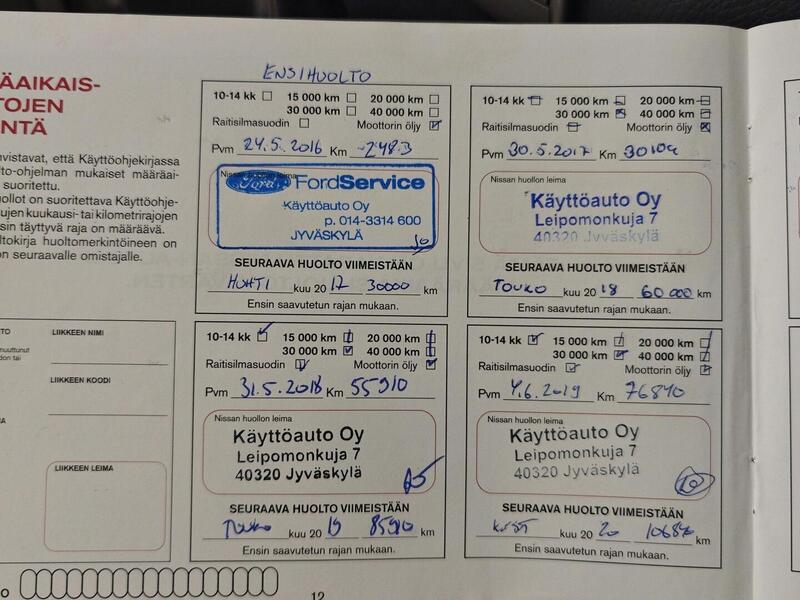 ÄAIKAIS-
TOJEN
NTÄ
nvistavat, että Käyttöohjekirjassa
to-ohjelman mukaiset määräai-
suoritettu.
uollot on suoritettava Käyttöohje-
ujen kuukausi- tai kilometrirajojen
sin täyttyvä raja on määräävä.
ltokirja huoltomerkintöineen on
on seuraavalle omistajalle.
LIIKKEEN NIMI
LIIKKEEN KOODI
LIIKKEEN LEIMA
ENSIHUOLTO
10-14 kk 15 000 km 20 000 km
30 000 km 40 000 km
Raitisilmasuodin Moottorin öljy
Pvm 24.5.2016 Km 2483
Nissan huollon leima
Ford FordService
Käyttöauto Oy
p. 014-3314 600
JYVÄSKYLÄ
SEURAAVA HUOLTO VIIMEISTÄÄN
HUHTI kuu 20 17 30000 km
Ensin saavutetun rajan mukaan.
10-14 kk 15 000 km 20 000 km
30 000 km 40 000 km
Raitisilmasuodin Moottorin öljy
Pvm 30.5.2017 Km 30104
Nissan huollon leima
Käyttöauto Oy
Leipomonkuja 7
40320 Jyväskylä
SEURAAVA HUOLTO VIIMEISTÄÄN
TOUKO kuu 20 18 60 000 km
Ensin saavutetun rajan mukaan.
10-14 kk 15 000 km 20 000 km
30 000 km 40 000 km
Raitisilmasuodin Moottorin öljy
Pvm 31.5.2018 Km 55910
Nissan huollon leima
Käyttöauto Oy
Leipomonkuja 7
40320 Jyväskylä
SEURAAVA HUOLTO VIIMEISTÄÄN
Touko kuu 20 19 85910 km
Ensin saavutetun rajan mukaan.
10-14 kk 15 000 km 20 000 km
30 000 km 40 000 km
Raitisilmasuodin Moottorin öljy
Pvm 4.6.2019 Km 76840
Nissan huollon leima
Käyttöauto Oy
Leipomonkuja 7
40320 Jyväskylä
SEURAAVA HUOLTO VIIMEISTÄÄN
kuu 20 20 km
Ensin saavutetun rajan mukaan.
12